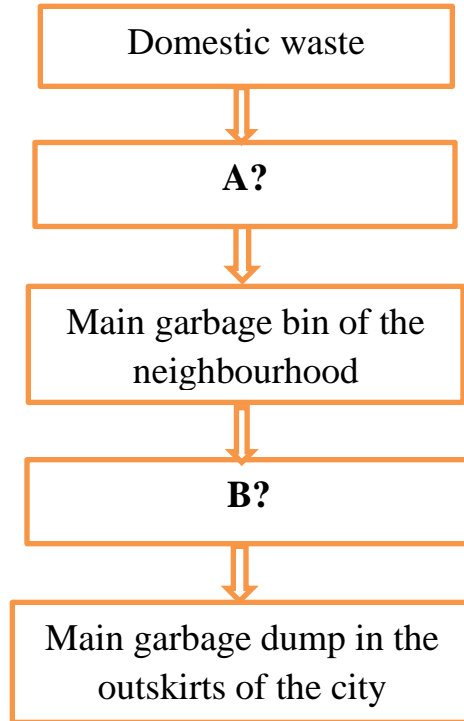 Domestic waste
A?
Main garbage bin of the
neighbourhood
B?
Main garbage dump in the
outskirts of the city